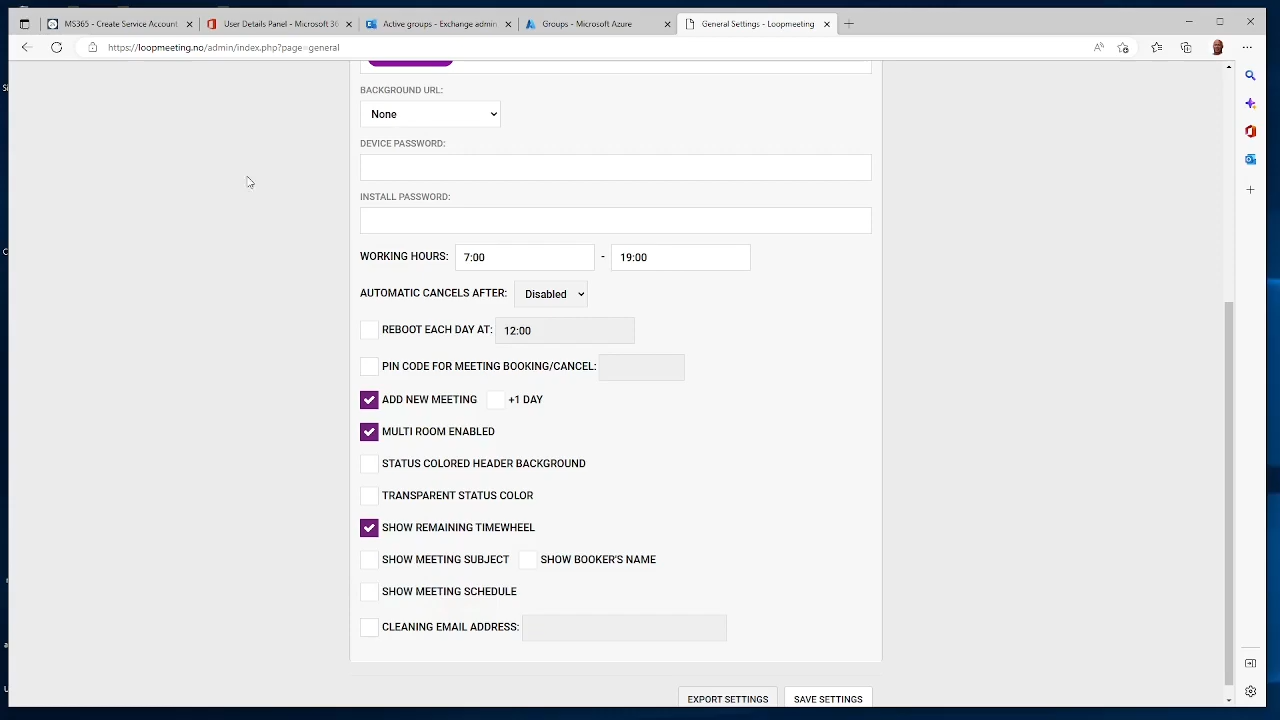 MS365 - Create Service Account
User Details Panel - Microsoft 36
Active groups - Exchange admin
Groups - Microsoft Azure
General Settings - Loopmeeting
https://loopmeeting.no/admin/index.php?page=general
BACKGROUND URL:
None
DEVICE PASSWORD:
INSTALL PASSWORD:
WORKING HOURS: 7:00 - 19:00
AUTOMATIC CANCELS AFTER: Disabled
REBOOT EACH DAY AT: 12:00
PIN CODE FOR MEETING BOOKING/CANCEL:
ADD NEW MEETING +1 DAY
MULTI ROOM ENABLED
STATUS COLORED HEADER BACKGROUND
TRANSPARENT STATUS COLOR
SHOW REMAINING TIMEWHEEL
SHOW MEETING SUBJECT SHOW BOOKER'S NAME
SHOW MEETING SCHEDULE
CLEANING EMAIL ADDRESS:
EXPORT SETTINGS SAVE SETTINGS